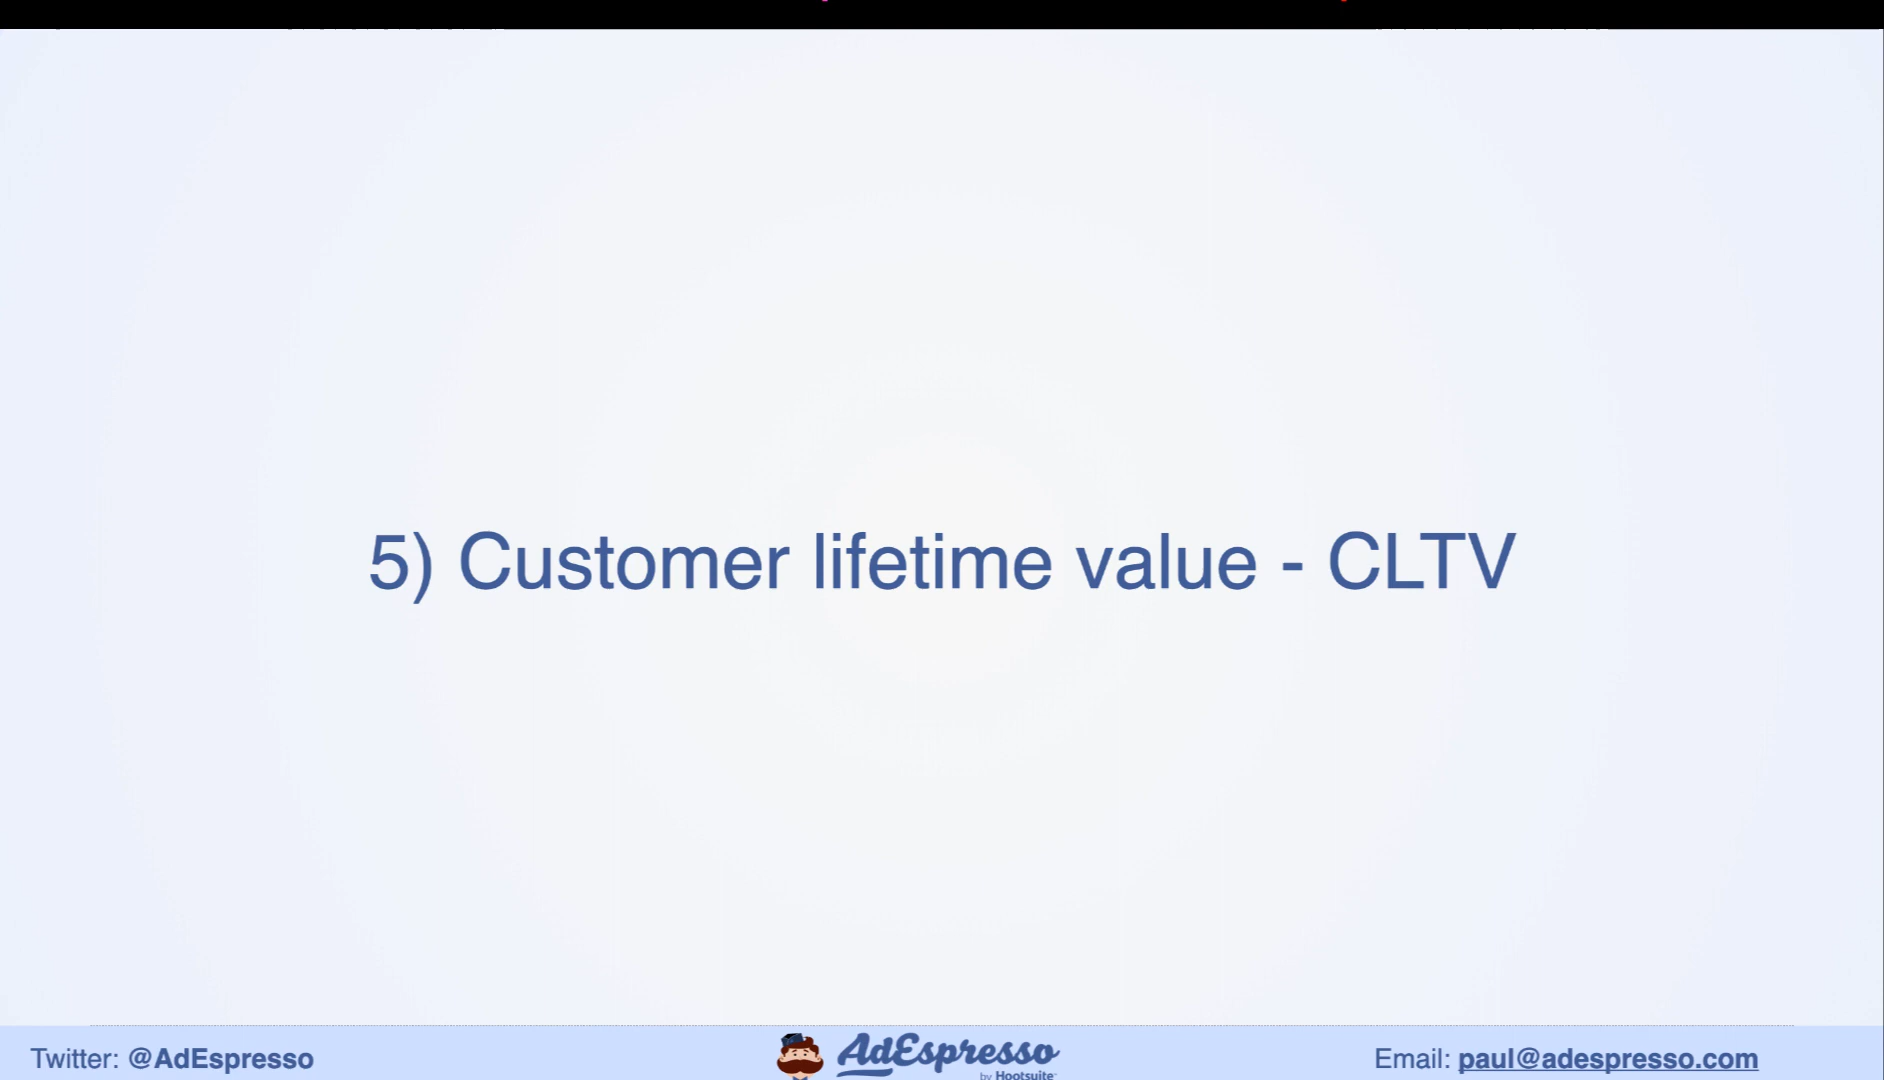 5) Customer lifetime value - CLTV
Twitter: @AdEspresso
AdEspresso
by Hootsuite
Email: paul@adespresso.com